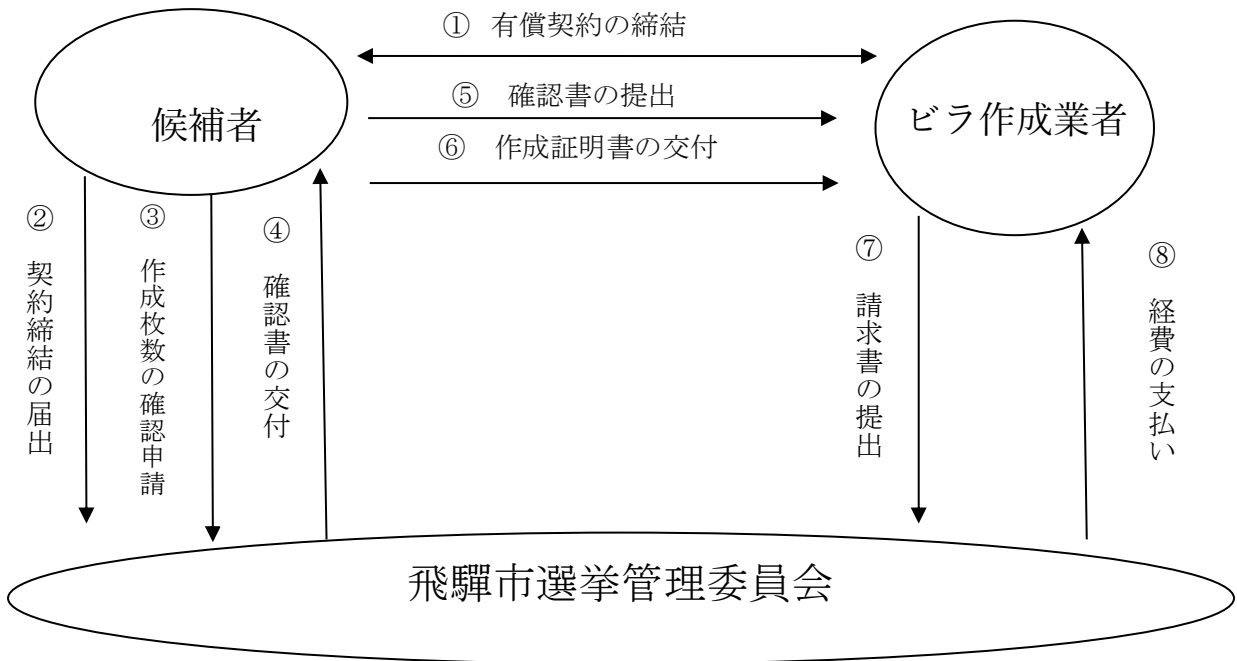 ① 有償契約の締結
⑤ 確認書の提出
⑥ 作成証明書の交付
候補者
ビラ作成業者
② 契約締結の届出
③ 作成枚数の確認申請
④ 確認書の交付
⑦ 請求書の提出
⑧ 経費の支払い
飛驒市選挙管理委員会